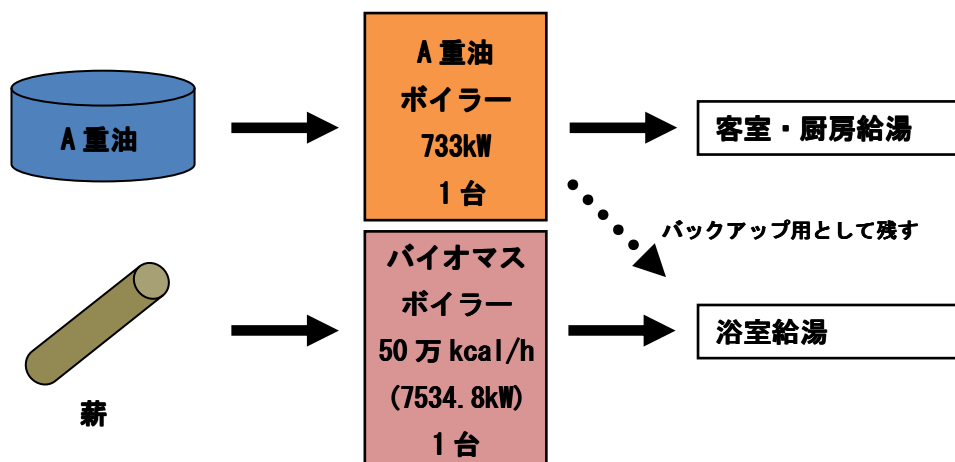 A重油
A重油
ボイラー
733kW
1台
客室・厨房給湯
バックアップ用として残す
薪
バイオマス
ボイラー
50万kcal/h
(7534.8kW)
1台
浴室給湯